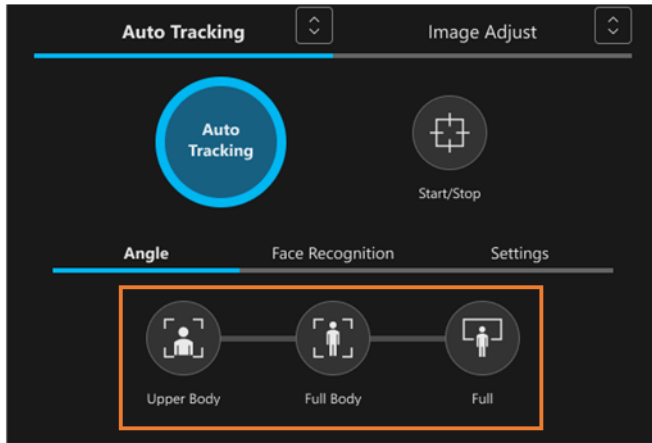 Auto Tracking
Image Adjust
Auto
Tracking
Start/Stop
Angle
Face Recognition
Settings
Upper Body
Full Body
Full